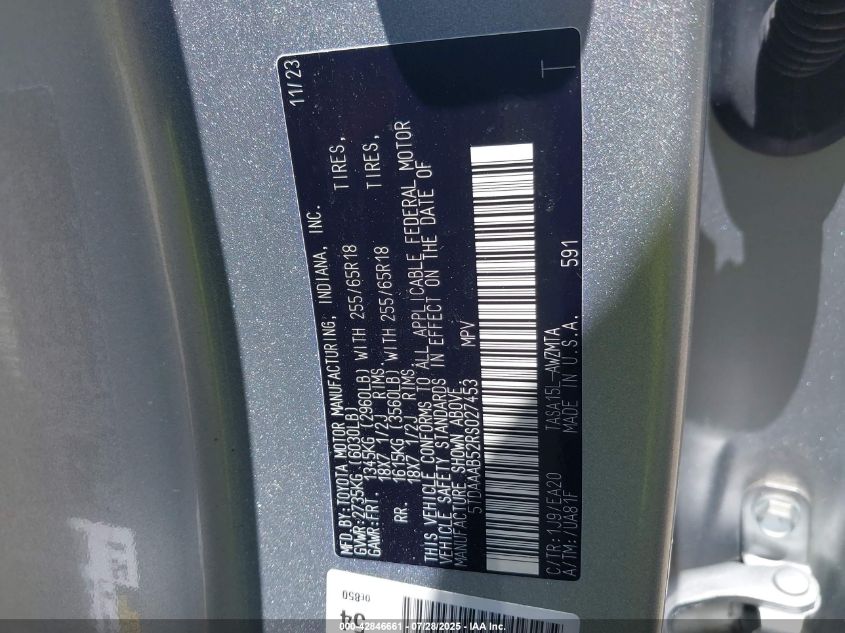 MFD.BY:TOYOTA MOTOR MANUFACTURING, INDIANA, INC. 11/23
GVWR:2735KG (6030LB)
GAWR:FRT. 1345KG (2960LB) WITH 255/65R18 TIRES,
18X7 1/2J RIMS,
RR. 1615KG (3560LB) WITH 255/65R18 TIRES,
18X7 1/2J RIMS,
THIS VEHICLE CONFORMS TO ALL APPLICABLE FEDERAL MOTOR
VEHICLE SAFETY STANDARDS IN EFFECT ON THE DATE OF
MANUFACTURE SHOWN ABOVE.
5TDAAAB52RS027453 MPV
C/TR:1J9/EA20 TASA15L-AWZMTA 591 T
A/TM:/UA81F MADE IN U.S.A.
0r850
000-42846661 - 07/28/2025 - IAA, Inc.